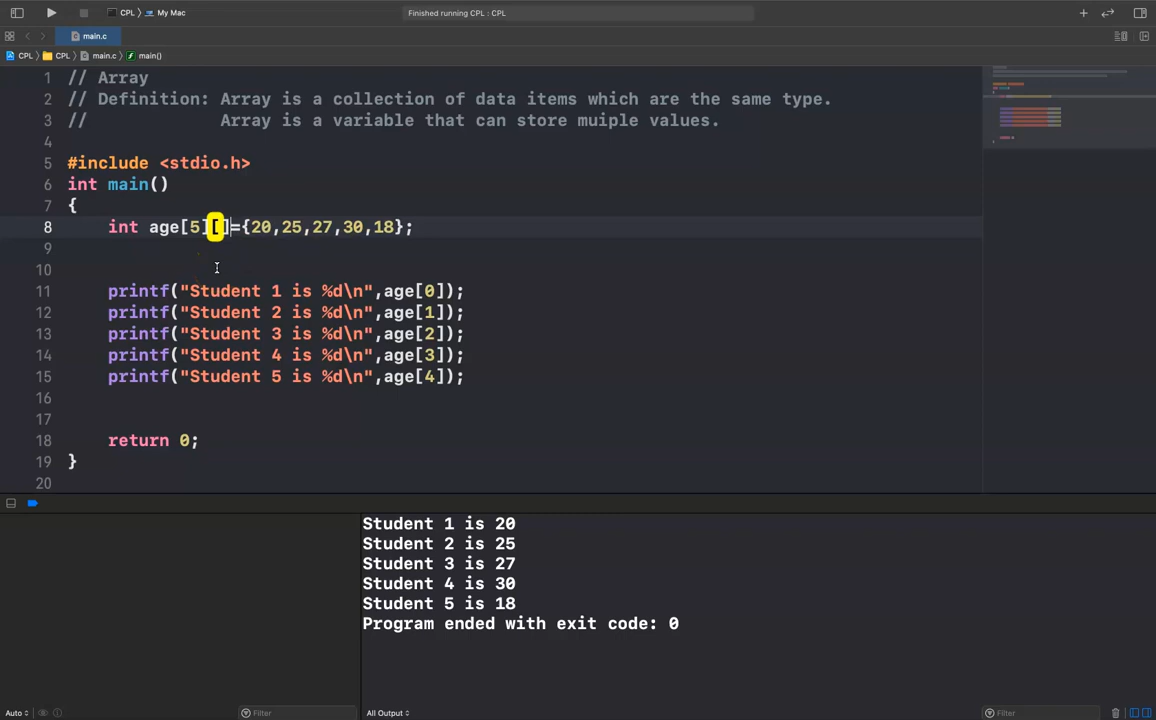 CPL 〉 My Mac
Finished running CPL : CPL
main.c
CPL 〉 CPL 〉 main.c 〉 main()
1 // Array
2 // Definition: Array is a collection of data items which are the same type.
3 //             Array is a variable that can store muiple values.
4
5 #include <stdio.h>
6 int main()
7 {
8     int age[5][]={20,25,27,30,18};
9
10
11     printf("Student 1 is %d\n",age[0]);
12     printf("Student 2 is %d\n",age[1]);
13     printf("Student 3 is %d\n",age[2]);
14     printf("Student 4 is %d\n",age[3]);
15     printf("Student 5 is %d\n",age[4]);
16
17
18     return 0;
19 }
20
Student 1 is 20
Student 2 is 25
Student 3 is 27
Student 4 is 30
Student 5 is 18
Program ended with exit code: 0
Auto Filter All Output Filter